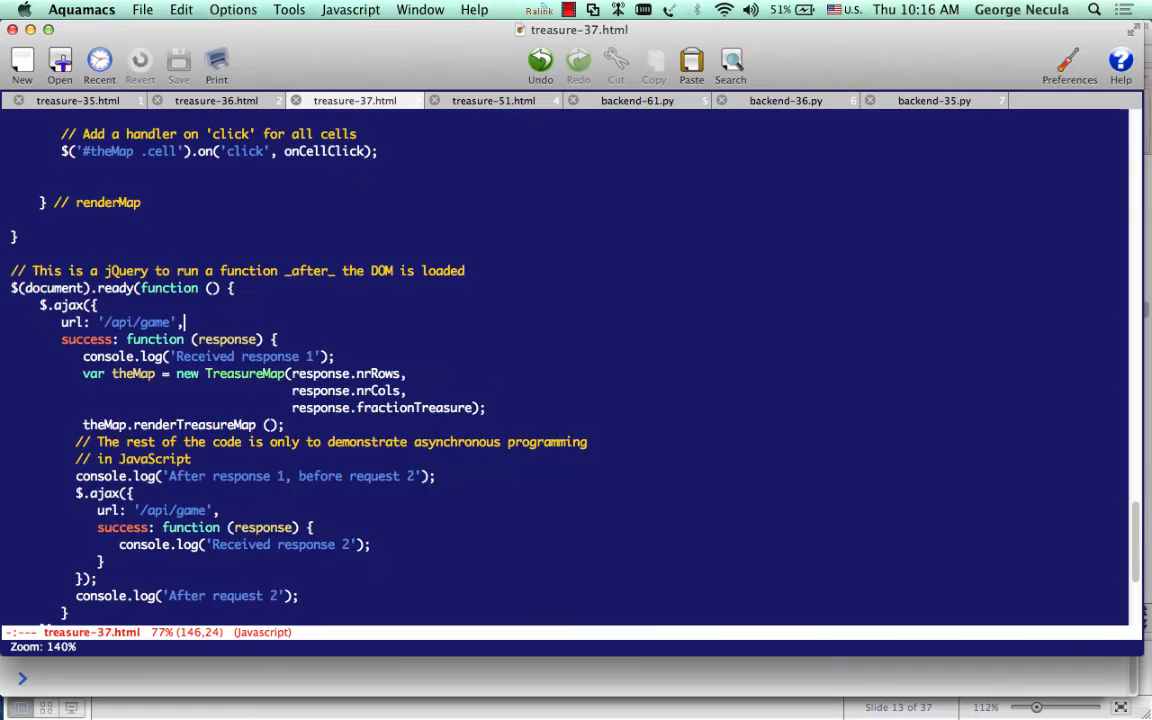 Aquamacs File Edit Options Tools Javascript Window Help Ralink 51% U.S. Thu 10:16 AM George Necula
treasure-37.html
New Open Recent Revert Save Print Undo Redo Cut Copy Paste Search Preferences Help
treasure-35.html 1 treasure-36.html 2 treasure-37.html treasure-51.html 4 backend-61.py 5 backend-36.py 6 backend-35.py 7
// Add a handler on 'click' for all cells
$('#theMap .cell').on('click', onCellClick);
} // renderMap
}
// This is a jQuery to run a function _after_ the DOM is loaded
$(document).ready(function () {
$.ajax({
url: '/api/game',
success: function (response) {
console.log('Received response 1');
var theMap = new TreasureMap(response.nrRows,
response.nrCols,
response.fractionTreasure);
theMap.renderTreasureMap ();
// The rest of the code is only to demonstrate asynchronous programming
// in JavaScript
console.log('After response 1, before request 2');
$.ajax({
url: '/api/game',
success: function (response) {
console.log('Received response 2');
}
});
console.log('After request 2');
}
-:--- treasure-37.html 77% (146,24) (Javascript)
Zoom: 140%
>
Slide 13 of 37 112%